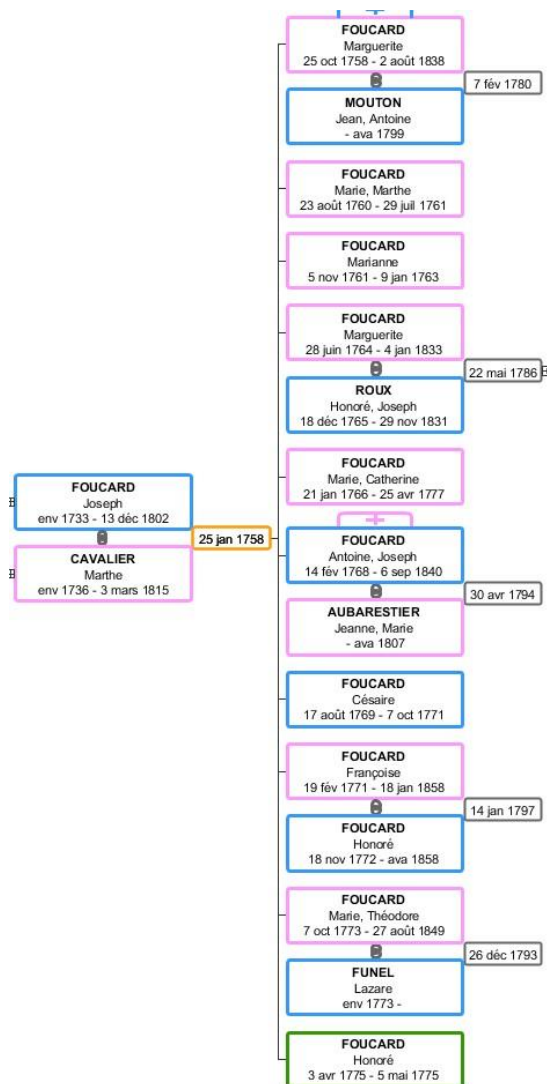 FOUCARD
Marguerite
25 oct 1758 - 2 août 1838
7 fév 1780
MOUTON
Jean, Antoine
- ava 1799
FOUCARD
Marie, Marthe
23 août 1760 - 29 juil 1761
FOUCARD
Marianne
5 nov 1761 - 9 jan 1763
FOUCARD
Marguerite
28 juin 1764 - 4 jan 1833
22 mai 1786
ROUX
Honoré, Joseph
18 déc 1765 - 29 nov 1831
FOUCARD
Marie, Catherine
21 jan 1766 - 25 avr 1777
FOUCARD
Joseph
env 1733 - 13 déc 1802
25 jan 1758
CAVALIER
Marthe
env 1736 - 3 mars 1815
FOUCARD
Antoine, Joseph
14 fév 1768 - 6 sep 1840
30 avr 1794
AUBARESTIER
Jeanne, Marie
- ava 1807
FOUCARD
Césaire
17 août 1769 - 7 oct 1771
FOUCARD
Françoise
19 fév 1771 - 18 jan 1858
14 jan 1797
FOUCARD
Honoré
18 nov 1772 - ava 1858
FOUCARD
Marie, Théodore
7 oct 1773 - 27 août 1849
26 déc 1793
FUNEL
Lazare
env 1773 -
FOUCARD
Honoré
3 avr 1775 - 5 mai 1775